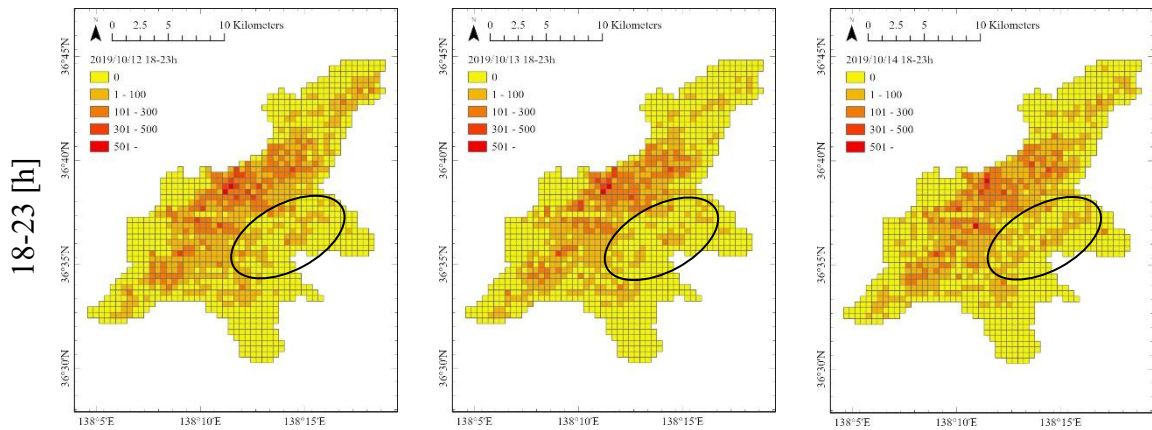 18-23 [h]
N
0 2.5 5 10 Kilometers
2019/10/12 18-23h
0
1 - 100
101 - 300
301 - 500
501 -
36°45'N
36°40'N
36°35'N
36°30'N
138°5'E 138°10'E 138°15'E
N
0 2.5 5 10 Kilometers
2019/10/13 18-23h
0
1 - 100
101 - 300
301 - 500
501 -
36°45'N
36°40'N
36°35'N
36°30'N
138°5'E 138°10'E 138°15'E
N
0 2.5 5 10 Kilometers
2019/10/14 18-23h
0
1 - 100
101 - 300
301 - 500
501 -
36°45'N
36°40'N
36°35'N
36°30'N
138°5'E 138°10'E 138°15'E